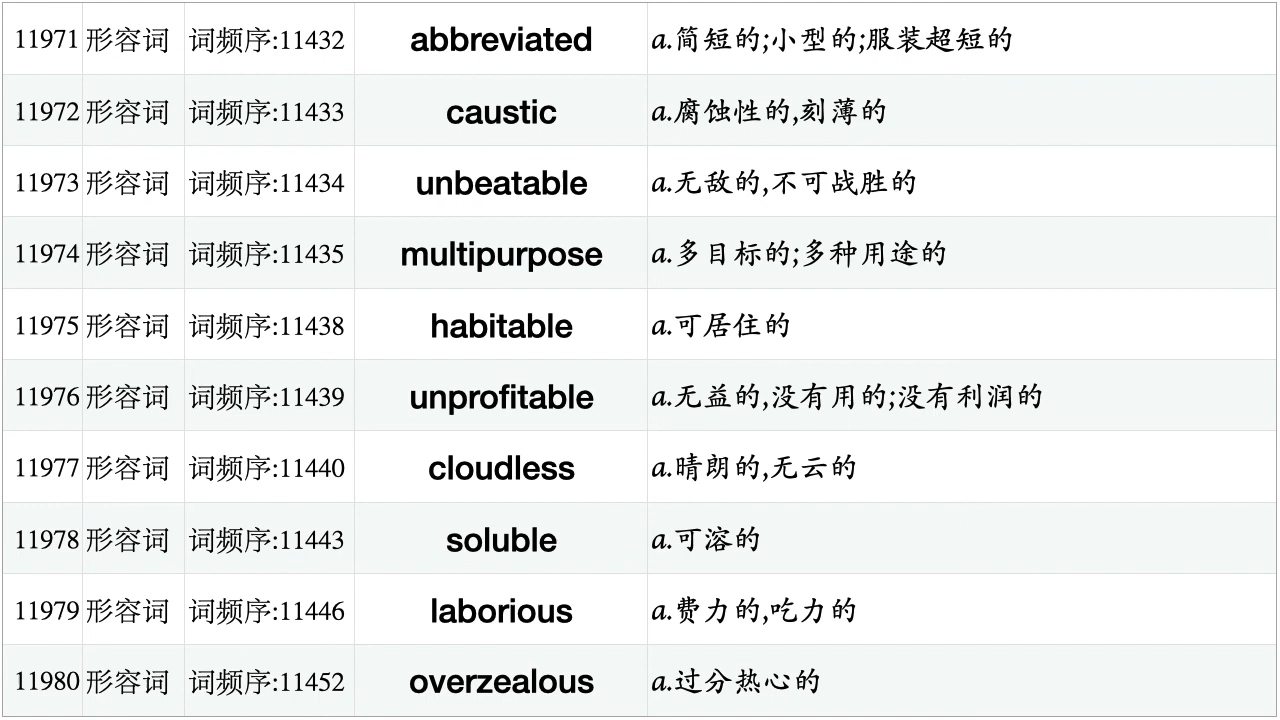 11971 形容词 词频序:11432 abbreviated a.简短的;小型的;服装超短的
11972 形容词 词频序:11433 caustic a.腐蚀性的,刻薄的
11973 形容词 词频序:11434 unbeatable a.无敌的,不可战胜的
11974 形容词 词频序:11435 multipurpose a.多目标的;多种用途的
11975 形容词 词频序:11438 habitable a.可居住的
11976 形容词 词频序:11439 unprofitable a.无益的,没有用的;没有利润的
11977 形容词 词频序:11440 cloudless a.晴朗的,无云的
11978 形容词 词频序:11443 soluble a.可溶的
11979 形容词 词频序:11446 laborious a.费力的,吃力的
11980 形容词 词频序:11452 overzealous a.过分热心的